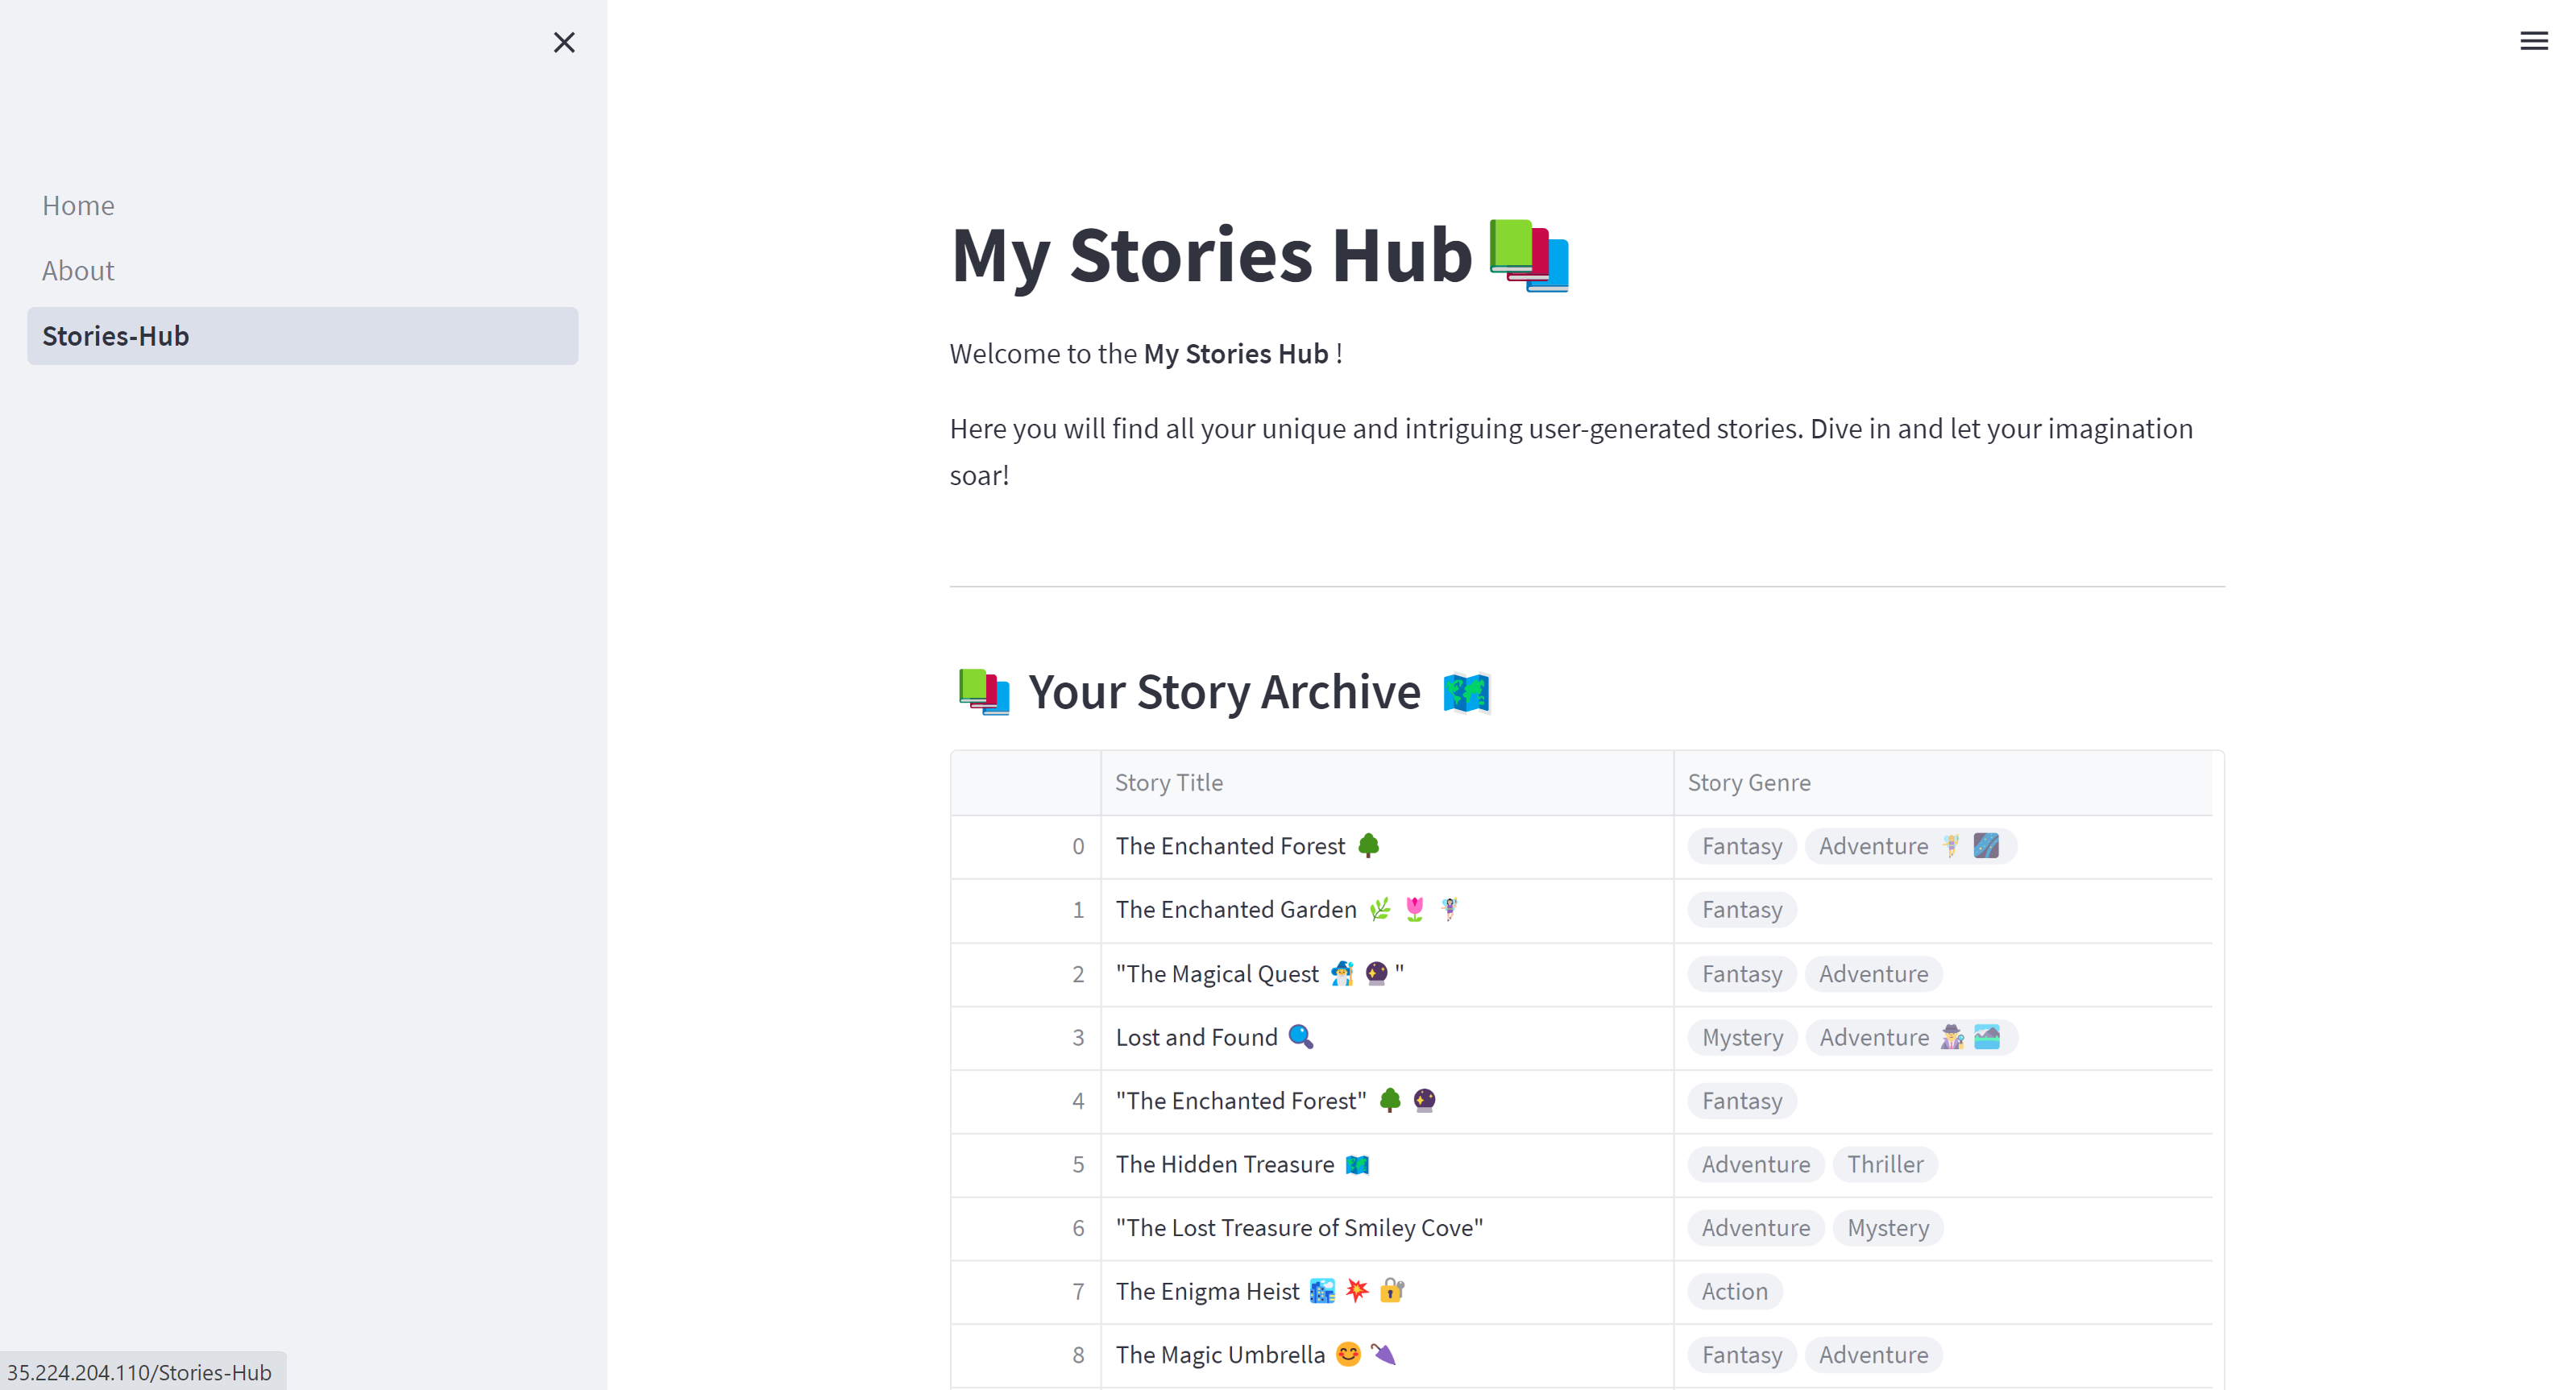 Home
About
Stories-Hub
My Stories Hub 📚
Welcome to the My Stories Hub !
Here you will find all your unique and intriguing user-generated stories. Dive in and let your imagination
soar!
📚 Your Story Archive 🗺️
Story Title Story Genre
0 The Enchanted Forest 🌳 Fantasy Adventure 🧚 🌌
1 The Enchanted Garden 🌿 🌷 🧚🏻‍♀️ Fantasy
2 "The Magical Quest 🧙‍♂️ 🔮 " Fantasy Adventure
3 Lost and Found 🔍 Mystery Adventure 🕵️ 🏞️
4 "The Enchanted Forest" 🌳 🔮 Fantasy
5 The Hidden Treasure 🗺️ Adventure Thriller
6 "The Lost Treasure of Smiley Cove" Adventure Mystery
7 The Enigma Heist 🏙️ 💥 🔐 Action
8 The Magic Umbrella 😊 🌂 Fantasy Adventure
35.224.204.110/Stories-Hub